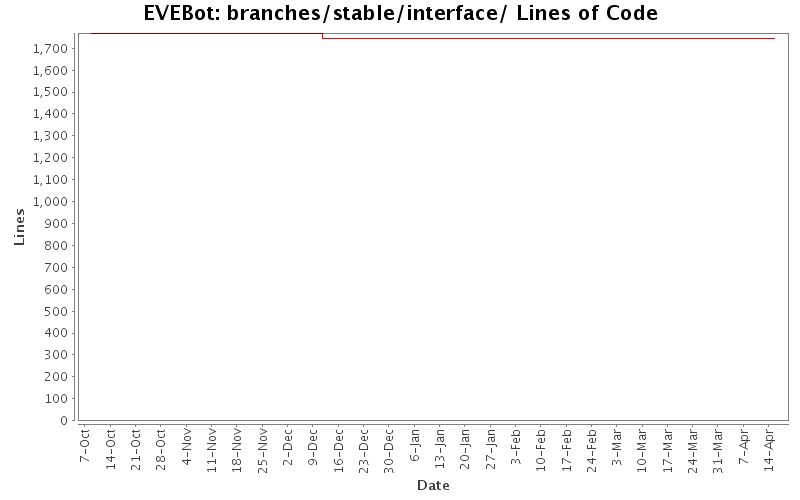 EVEBot: branches/stable/interface/ Lines of Code
1,700
1,600
1,500
1,400
1,300
1,200
1,100
1,000
900
800
700
600
500
400
300
200
100
0
Lines
7-Oct
14-Oct
21-Oct
28-Oct
4-Nov
11-Nov
18-Nov
25-Nov
2-Dec
9-Dec
16-Dec
23-Dec
30-Dec
6-Jan
13-Jan
20-Jan
27-Jan
3-Feb
10-Feb
17-Feb
24-Feb
3-Mar
10-Mar
17-Mar
24-Mar
31-Mar
7-Apr
14-Apr
Date